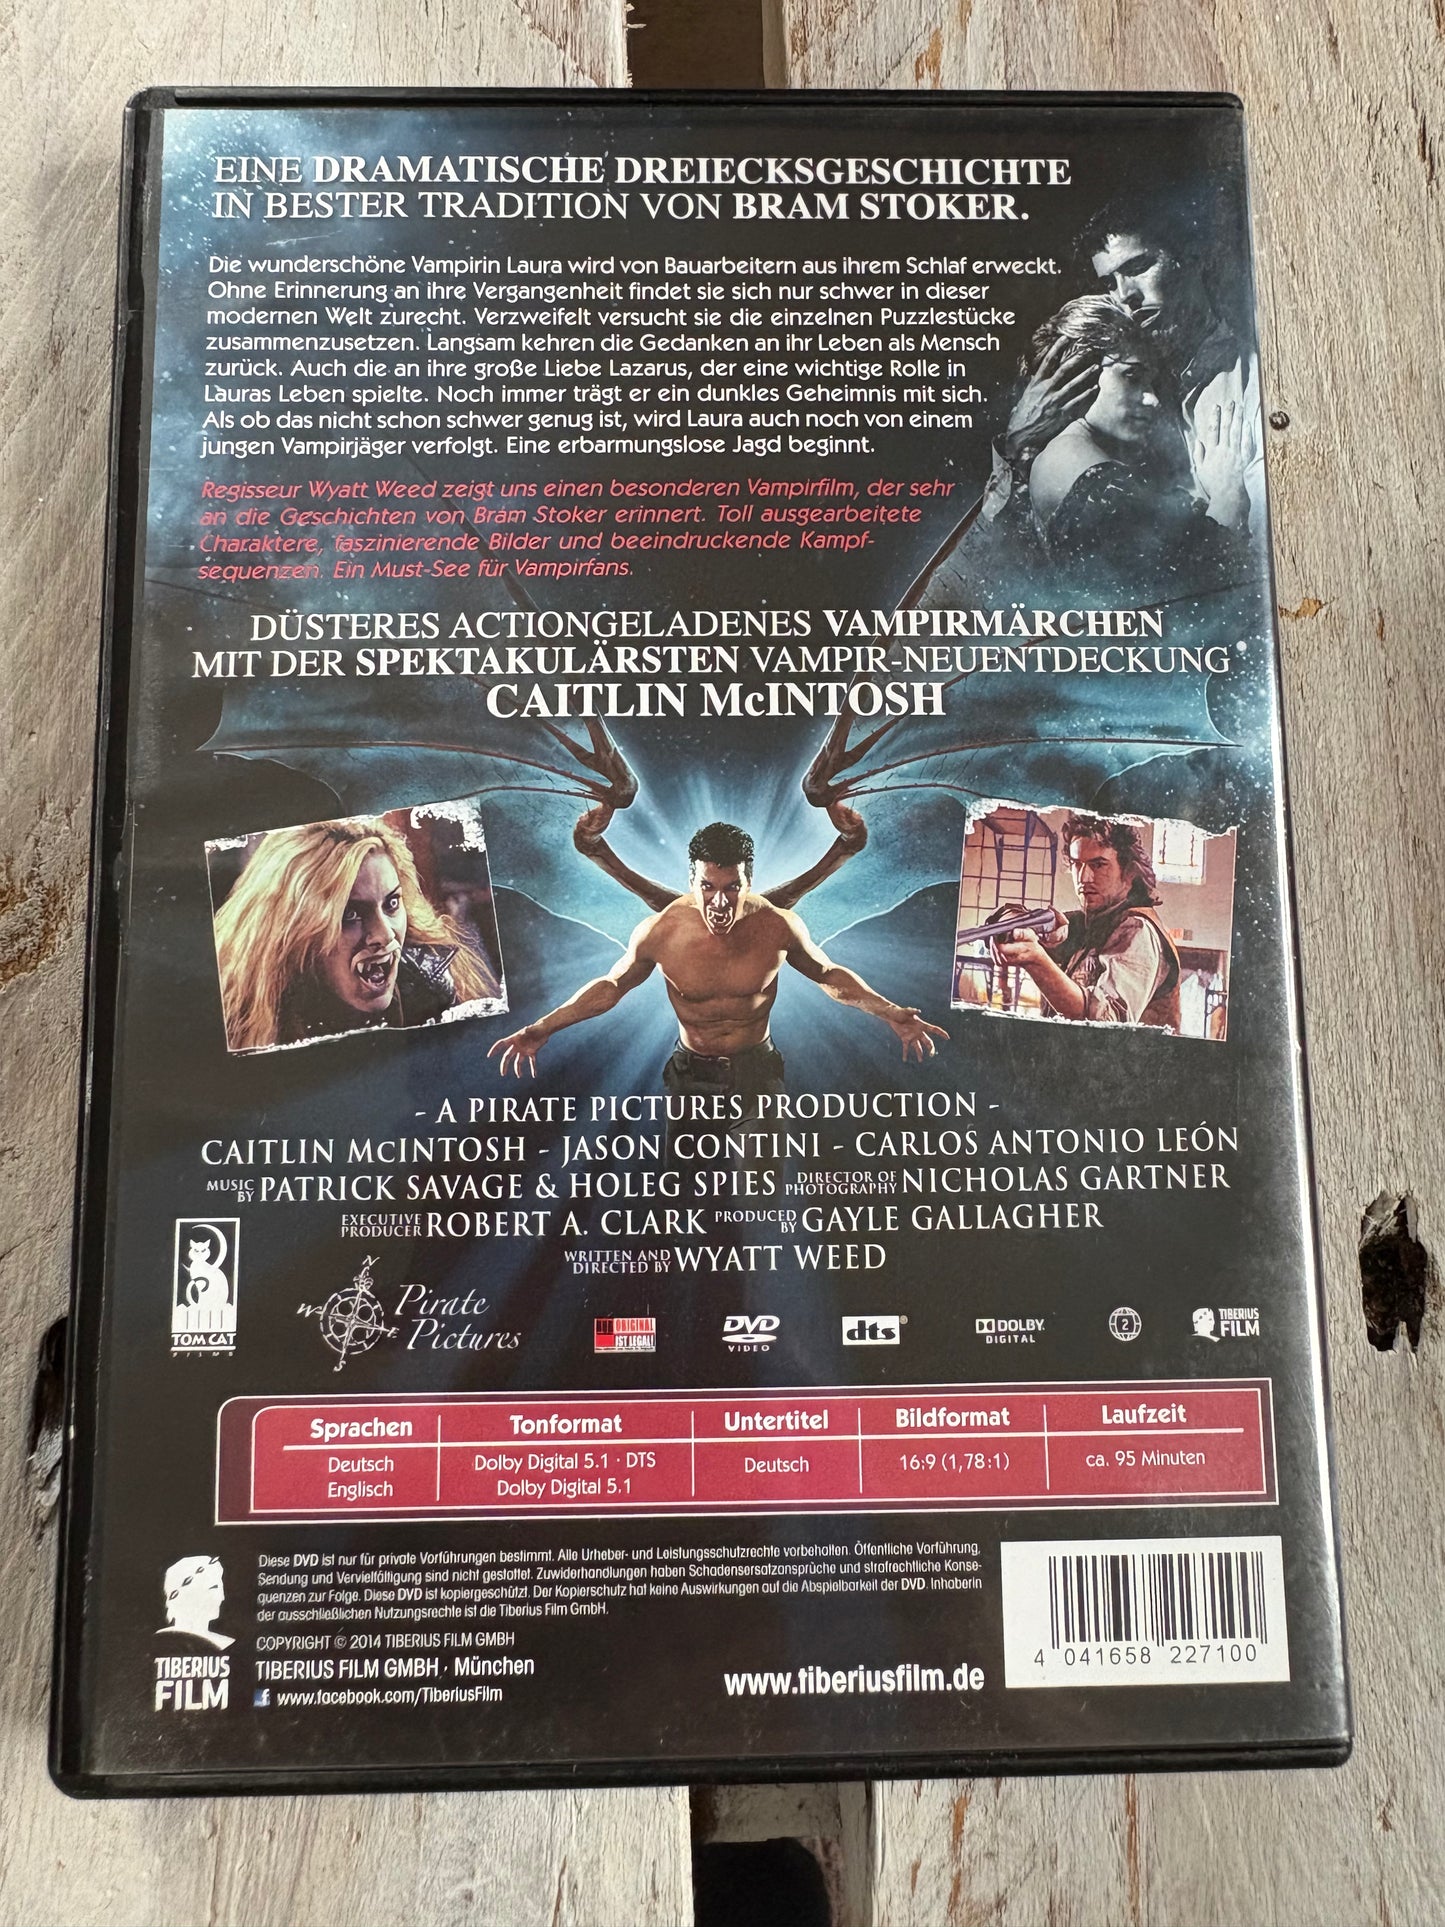 EINE DRAMATISCHE DREIECKSGESCHICHTE
IN BESTER TRADITION VON BRAM STOKER.
Die wunderschöne Vampirin Laura wird von Bauarbeitern aus ihrem Schlaf erweckt.
Ohne Erinnerung an ihre Vergangenheit findet sie sich nur schwer in dieser
modernen Welt zurecht. Verzweifelt versucht sie die einzelnen Puzzlestücke
zusammenzusetzen. Langsam kehren die Gedanken an ihr Leben als Mensch
zurück. Auch die an ihre große Liebe Lazarus, der eine wichtige Rolle in
Lauras Leben spielte. Noch immer trägt er ein dunkles Geheimnis mit sich.
Als ob das nicht schon schwer genug ist, wird Laura auch noch von einem
jungen Vampirjäger verfolgt. Eine erbarmungslose Jagd beginnt.
Regisseur Wyatt Weed zeigt uns einen besonderen Vampirfilm, der sehr
an die Geschichten von Bram Stoker erinnert. Toll ausgearbeitete
Charaktere, faszinierende Bilder und beeindruckende Kampf-
sequenzen. Ein Must-See für Vampirfans.
DÜSTERES ACTIONGELADENES VAMPIRMÄRCHEN
MIT DER SPEKTAKULÄRSTEN VAMPIR-NEUENTDECKUNG
CAITLIN McINTOSH
- A PIRATE PICTURES PRODUCTION -
CAITLIN McINTOSH - JASON CONTINI - CARLOS ANTONIO LEÓN
MUSIC BY PATRICK SAVAGE & HOLEG SPIES DIRECTOR OF PHOTOGRAPHY NICHOLAS GARTNER
EXECUTIVE PRODUCER ROBERT A. CLARK PRODUCED BY GAYLE GALLAGHER
WRITTEN AND DIRECTED BY WYATT WEED
TOM CAT
FILMS
N
W
E
S
Pirate
Pictures
ORIGINAL
IST LEGAL!
DVD
VIDEO
dts
DOLBY
DIGITAL
2
TIBERIUS
FILM
Sprachen Tonformat Untertitel Bildformat Laufzeit
Deutsch Dolby Digital 5.1 · DTS Deutsch 16:9 (1,78:1) ca. 95 Minuten
Englisch Dolby Digital 5.1
Diese DVD ist nur für private Vorführungen bestimmt. Alle Urheber- und Leistungsschutzrechte vorbehalten. Öffentliche Vorführung,
Sendung und Vervielfältigung sind nicht gestattet. Zuwiderhandlungen haben Schadensersatzansprüche und strafrechtliche Konse-
quenzen zur Folge. Diese DVD ist kopiergeschützt. Der Kopierschutz hat keine Auswirkungen auf die Abspielbarkeit der DVD. Inhaberin
der ausschließlichen Nutzungsrechte ist die Tiberius Film GmbH.
COPYRIGHT © 2014 TIBERIUS FILM GMBH
TIBERIUS FILM GMBH · München
f www.facebook.com/TiberiusFilm
TIBERIUS
FILM
www.tiberiusfilm.de
4 041658 227100